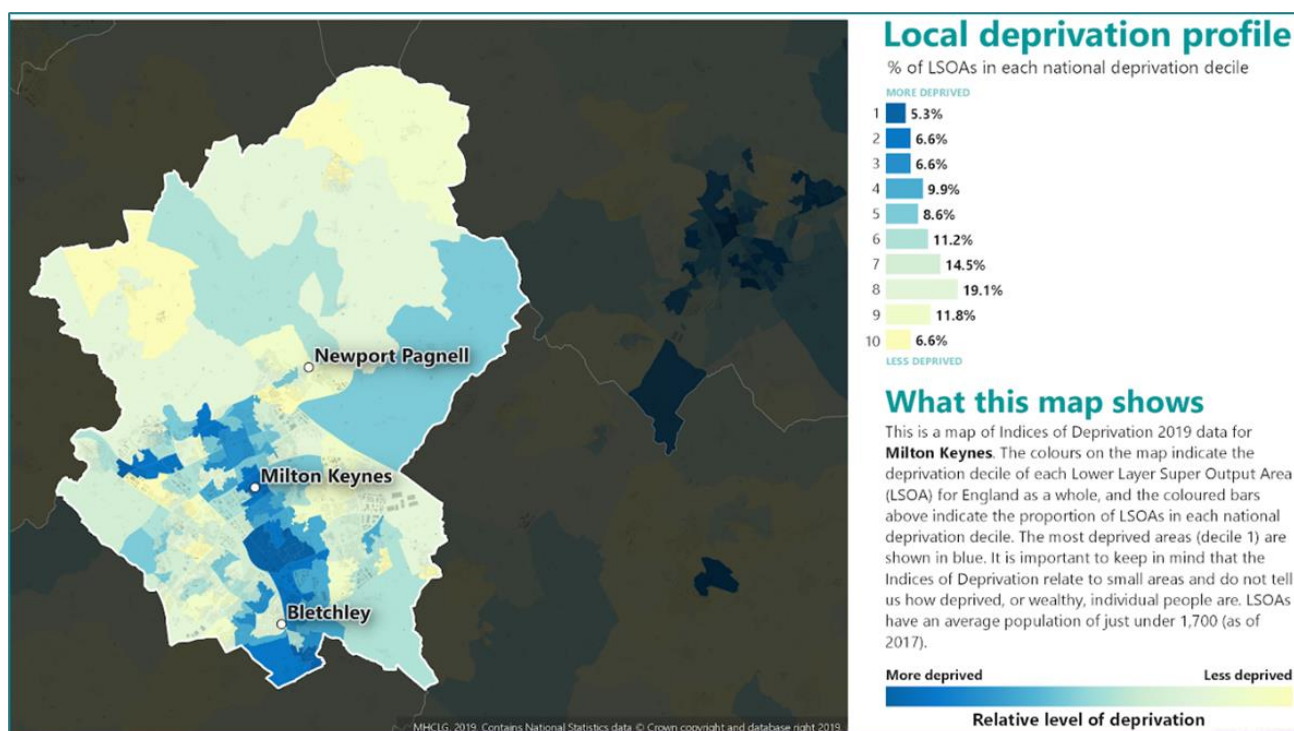 Newport Pagnell
Milton Keynes
Bletchley
MHCLG, 2019. Contains National Statistics data © Crown copyright and database right 2019.
Local deprivation profile
% of LSOAs in each national deprivation decile
MORE DEPRIVED
1 5.3%
2 6.6%
3 6.6%
4 9.9%
5 8.6%
6 11.2%
7 14.5%
8 19.1%
9 11.8%
10 6.6%
LESS DEPRIVED
What this map shows
This is a map of Indices of Deprivation 2019 data for
Milton Keynes. The colours on the map indicate the
deprivation decile of each Lower Layer Super Output Area
(LSOA) for England as a whole, and the coloured bars
above indicate the proportion of LSOAs in each national
deprivation decile. The most deprived areas (decile 1) are
shown in blue. It is important to keep in mind that the
Indices of Deprivation relate to small areas and do not tell
us how deprived, or wealthy, individual people are. LSOAs
have an average population of just under 1,700 (as of
2017).
More deprived Less deprived
Relative level of deprivation